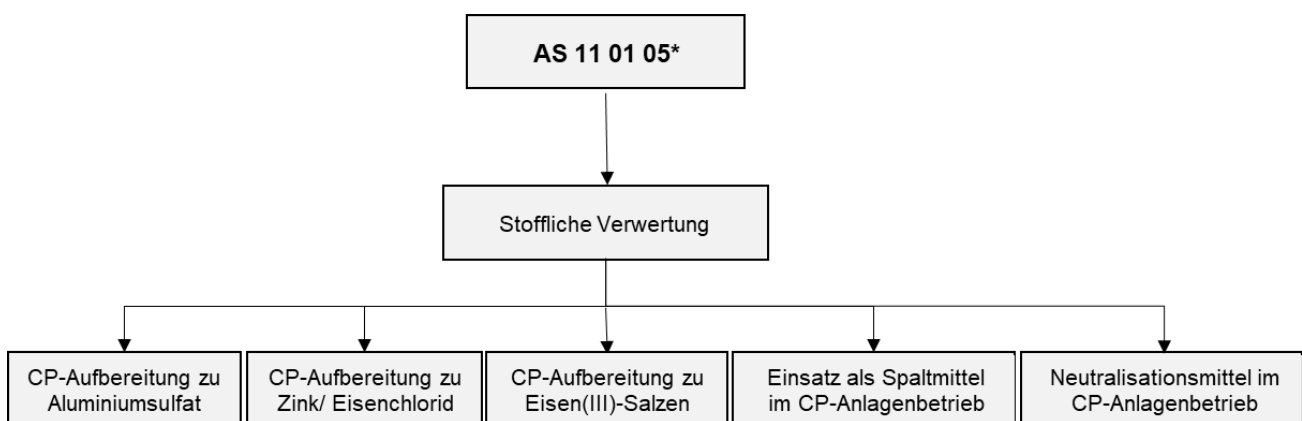 AS 11 01 05*
Stoffliche Verwertung
CP-Aufbereitung zu
Aluminiumsulfat
CP-Aufbereitung zu
Zink/ Eisenchlorid
CP-Aufbereitung zu
Eisen(III)-Salzen
Einsatz als Spaltmittel
im CP-Anlagenbetrieb
Neutralisationsmittel im
CP-Anlagenbetrieb